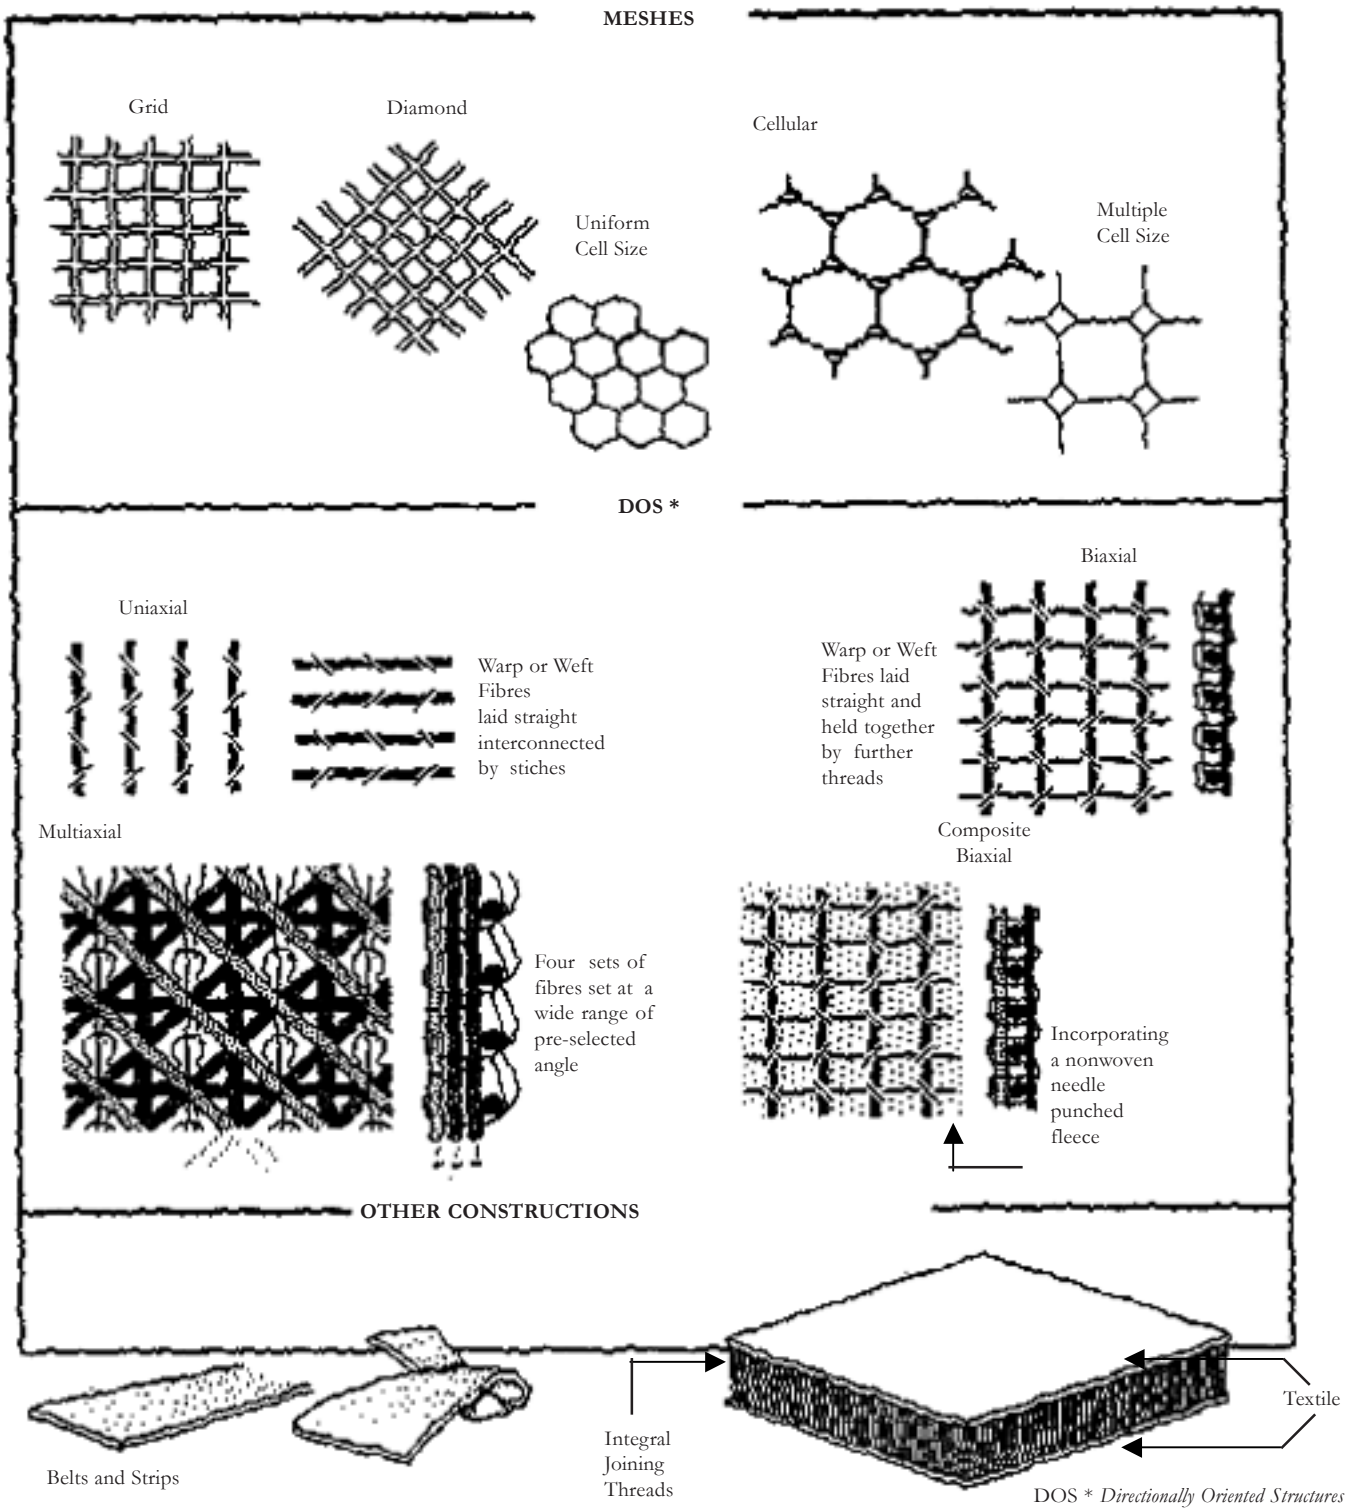 MESHES
Grid
Diamond
Cellular
Uniform
Cell Size
Multiple
Cell Size
DOS *
Uniaxial
Warp or Weft
Fibres
laid straight
interconnected
by stiches
Biaxial
Warp or Weft
Fibres laid
straight and
held together
by further
threads
Multiaxial
Four sets of
fibres set at a
wide range of
pre-selected
angle
Composite
Biaxial
Incorporating
a nonwoven
needle
punched
fleece
OTHER CONSTRUCTIONS
Belts and Strips
Integral
Joining
Threads
Textile
DOS * Directionally Oriented Structures